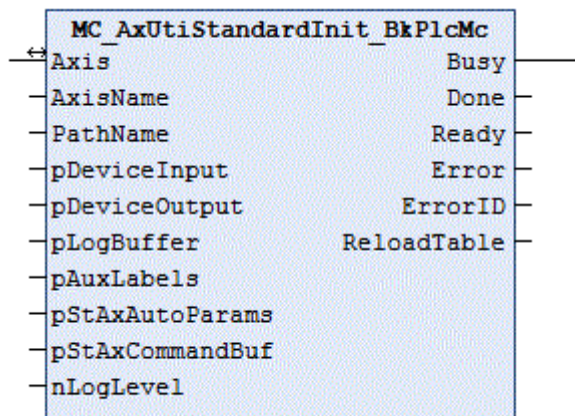 MC_AxUtiStandardInit_BkPlcMc
Axis Busy
AxisName Done
PathName Ready
pDeviceInput Error
pDeviceOutput ErrorID
pLogBuffer ReloadTable
pAuxLabels
pStAxAutoParams
pStAxCommandBuf
nLogLevel